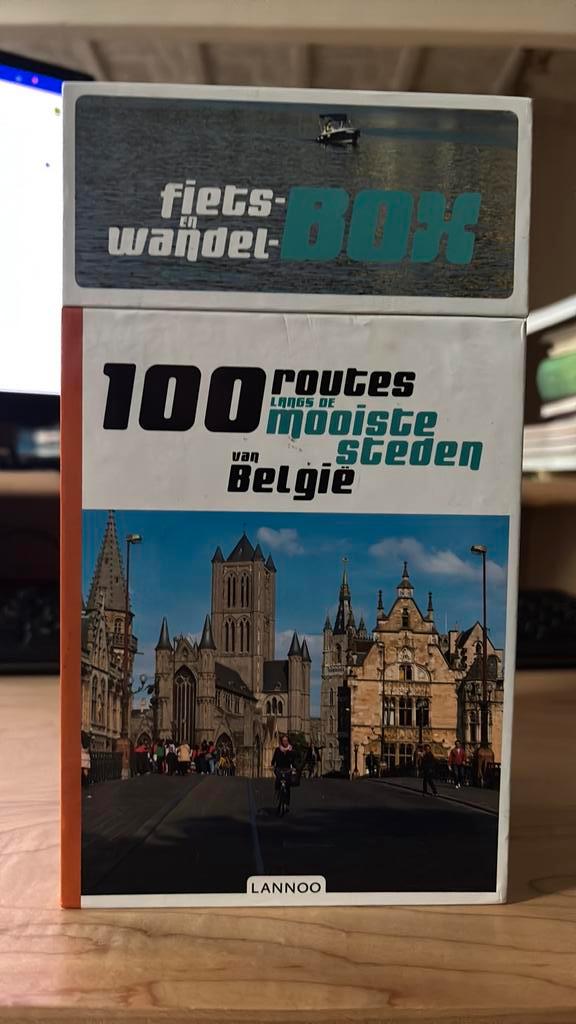 fiets-
EN
wandel-BOX
100 routes
LANGS DE
mooiste
steden
van
België
LANNOO